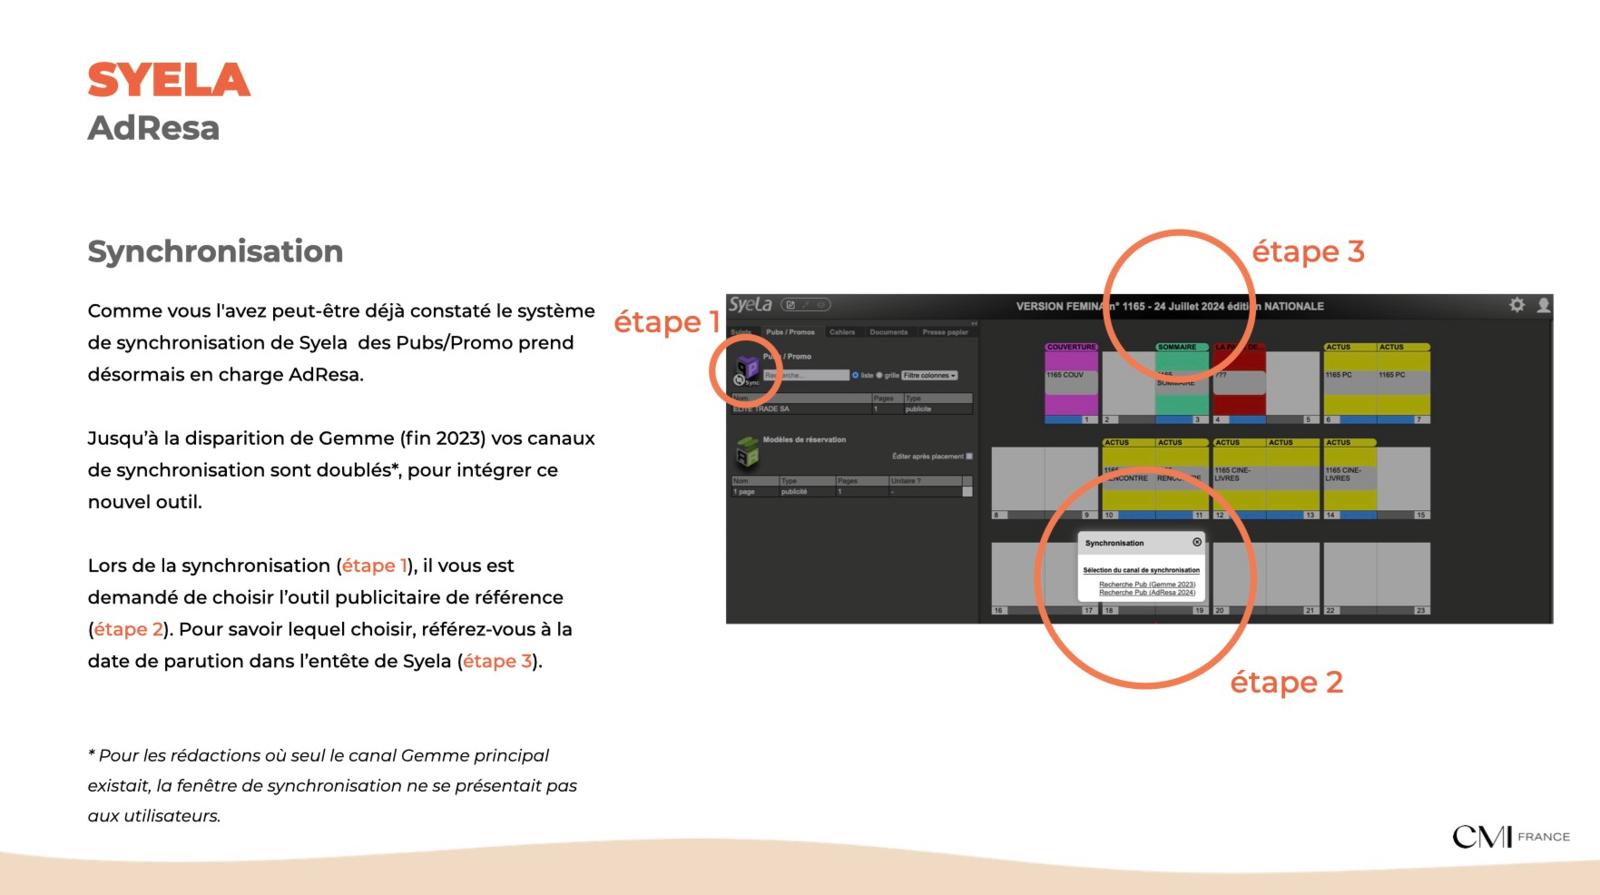 SYELA
AdResa
Synchronisation
Comme vous l'avez peut-être déjà constaté le système
de synchronisation de Syela des Pubs/Promo prend
désormais en charge AdResa.
Jusqu’à la disparition de Gemme (fin 2023) vos canaux
de synchronisation sont doublés*, pour intégrer ce
nouvel outil.
Lors de la synchronisation (étape 1), il vous est
demandé de choisir l’outil publicitaire de référence
(étape 2). Pour savoir lequel choisir, référez-vous à la
date de parution dans l’entête de Syela (étape 3).
* Pour les rédactions où seul le canal Gemme principal
existait, la fenêtre de synchronisation ne se présentait pas
aux utilisateurs.
étape 1
étape 3
étape 2
SyeLa
VERSION FEMINA n° 1165 - 24 Juillet 2024 édition NATIONALE
Sujets Pubs / Promos Cahiers Documents Presse papier
Pubs / Promo
Sync
Recherche... liste grille Filtre colonnes
Nom Pages Type
ELITE TRADE SA 1 publicite
Modèles de réservation
Éditer après placement
Nom Type Pages Unitaire ?
1 page publicité 1 -
COUVERTURE SOMMAIRE ACTUS ACTUS
1165 COUV 1165 SOMMAIRE ??? 1165 PC 1165 PC
1 2 3 4 5 6 7
ACTUS ACTUS ACTUS ACTUS ACTUS
1165 RENCONTRE RENCONTRE 1165 CINE-LIVRES 1165 CINE-LIVRES
8 9 10 11 12 13 14 15
Synchronisation
Sélection du canal de synchronisation
Recherche Pub (Gemme 2023)
Recherche Pub (AdResa 2024)
16 17 18 19 20 21 22 23
CMI FRANCE